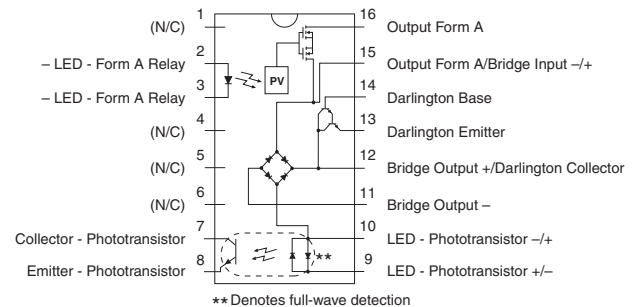 1
(N/C)
16
Output Form A
2
– LED - Form A Relay
15
Output Form A/Bridge Input –/+
PV
3
– LED - Form A Relay
14
Darlington Base
4
(N/C)
13
Darlington Emitter
5
(N/C)
12
Bridge Output +/Darlington Collector
6
(N/C)
11
Bridge Output –
7
Collector - Phototransistor
10
LED - Phototransistor –/+
8
Emitter - Phototransistor
**
9
LED - Phototransistor +/–
** Denotes full-wave detection